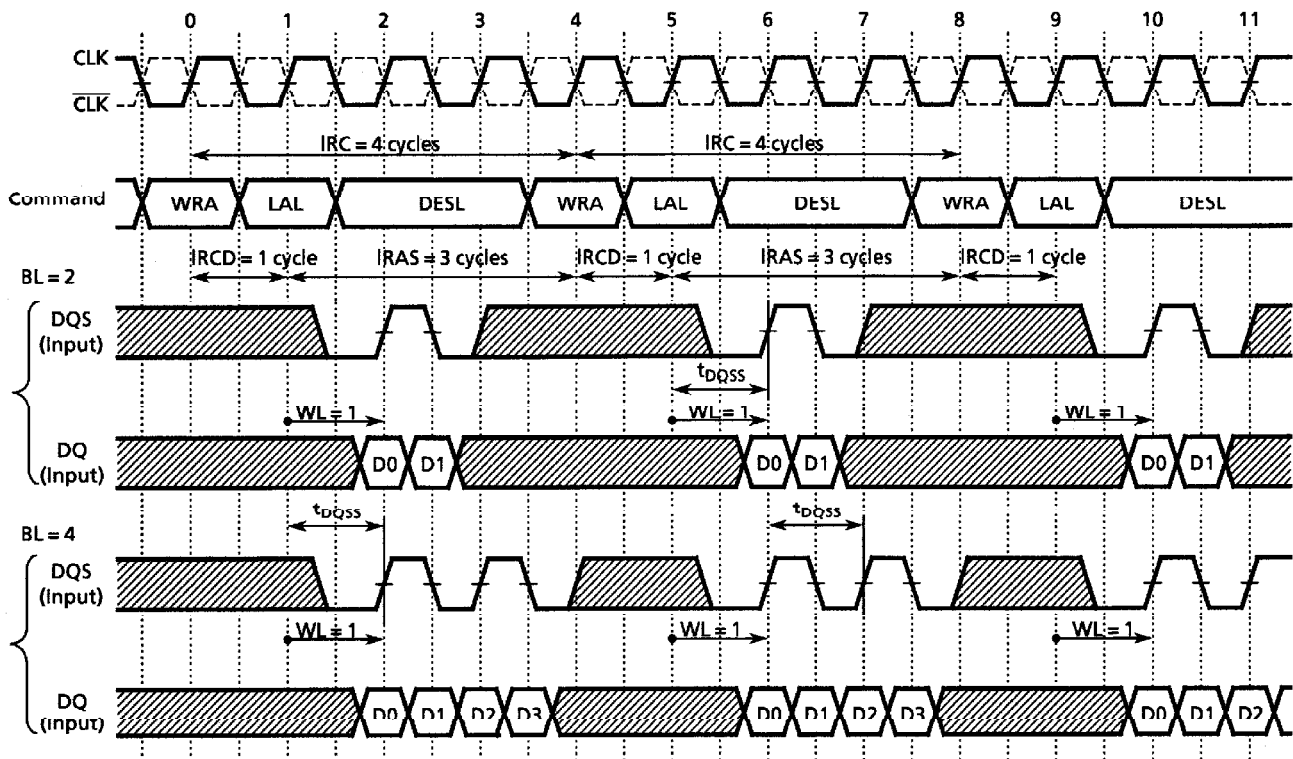 0 1 2 3 4 5 6 7 8 9 10 11
CLK
CLK
IRC = 4 cycles IRC = 4 cycles
Command WRA LAL DESL WRA LAL DESL WRA LAL DESL
IRCD = 1 cycle IRAS = 3 cycles IRCD = 1 cycle IRAS = 3 cycles IRCD = 1 cycle
BL = 2
DQS
(Input)
tDQSS
WL = 1 WL = 1 WL = 1
DQ
(Input)
D0 D1 D0 D1 D0 D1
tDQSS tDQSS
BL = 4
DQS
(Input)
WL = 1 WL = 1 WL = 1
DQ
(Input)
D0 D1 D2 D3 D0 D1 D2 D3 D0 D1 D2